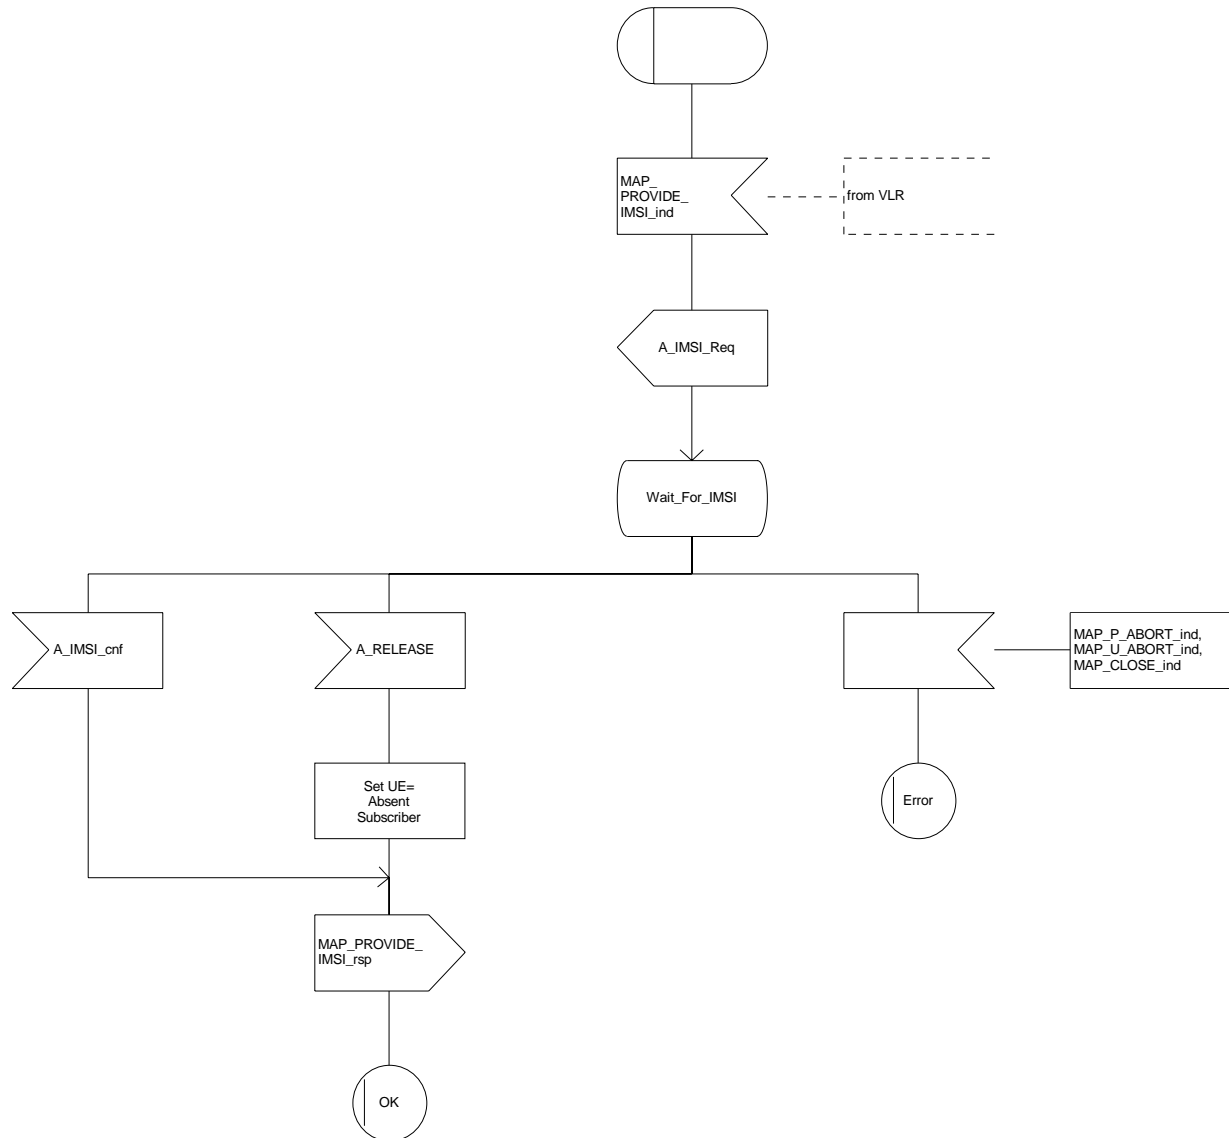 MAP_
PROVIDE_
IMSI_ind
from VLR
A_IMSI_Req
Wait_For_IMSI
A_IMSI_cnf
A_RELEASE
MAP_P_ABORT_ind,
MAP_U_ABORT_ind,
MAP_CLOSE_ind
Set UE=
Absent
Subscriber
Error
MAP_PROVIDE_
IMSI_rsp
OK